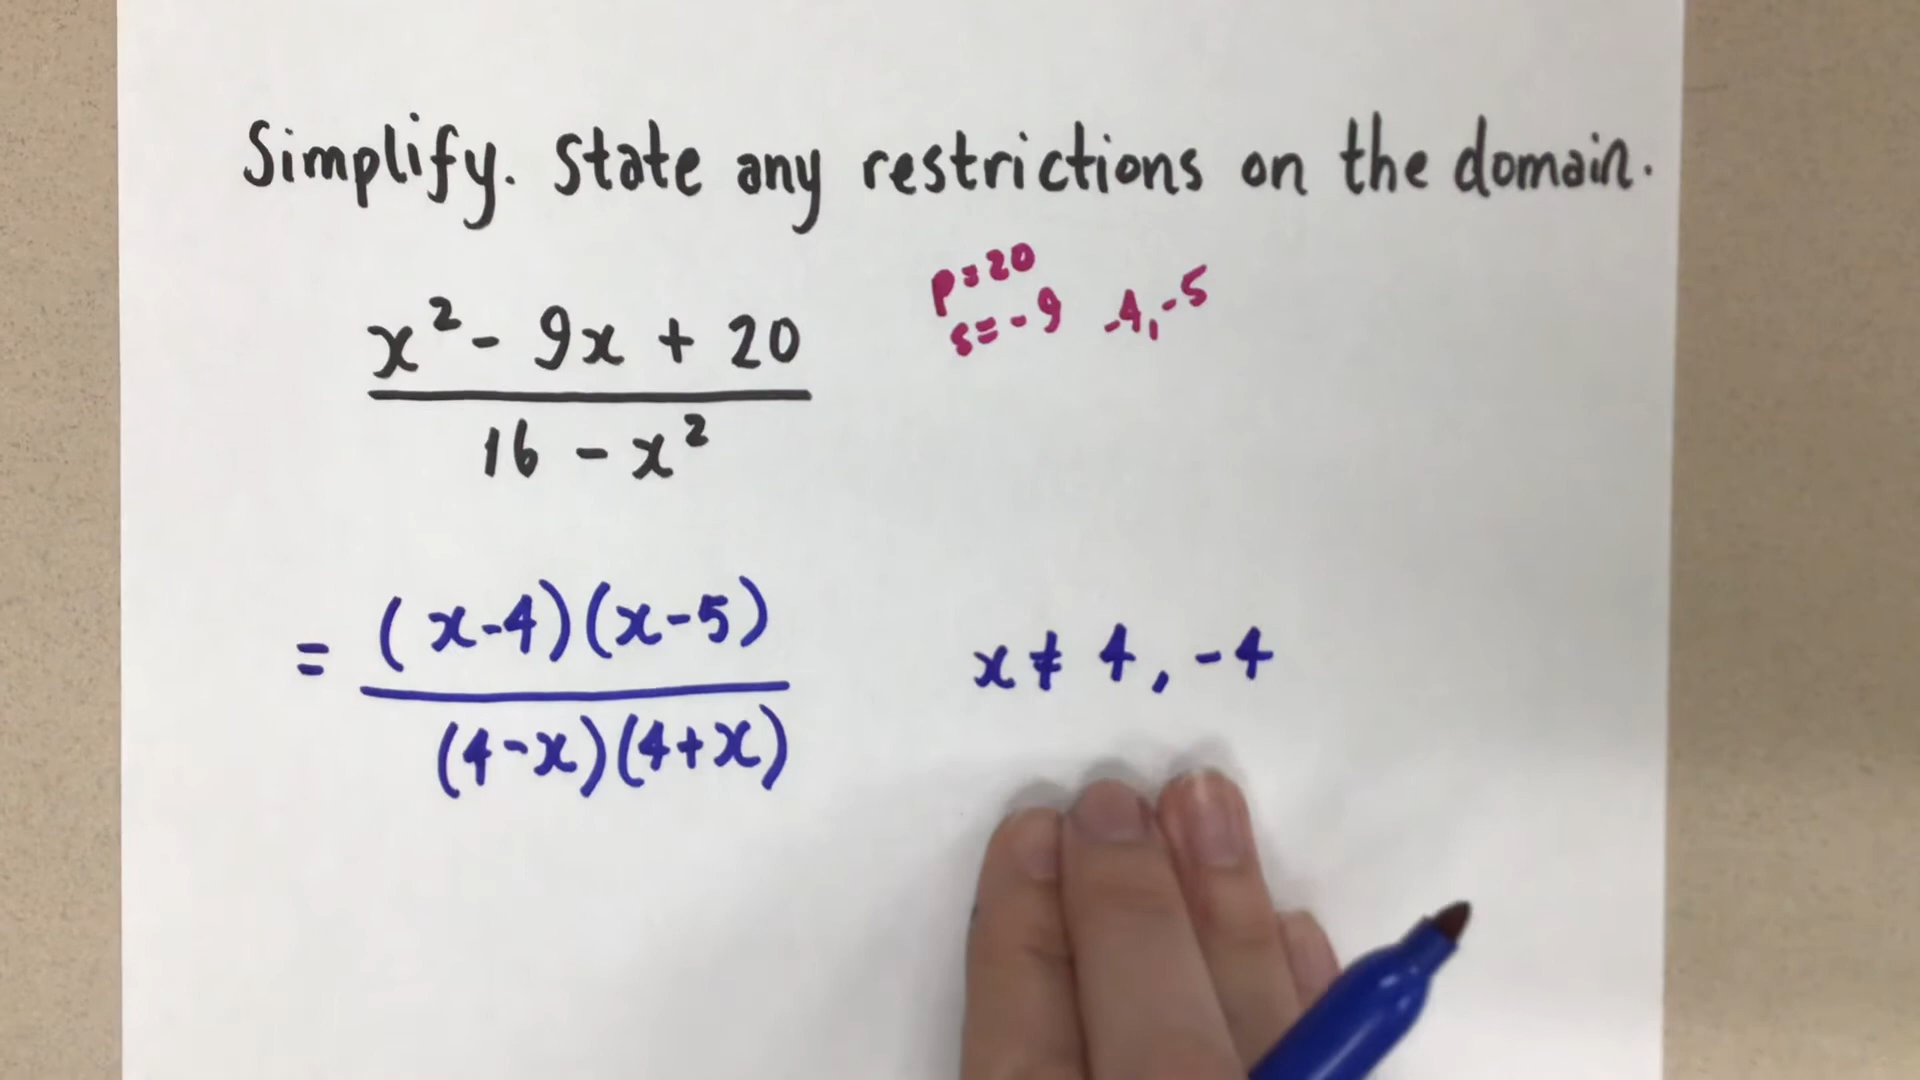 Simplify. State any restrictions on the domain.
p=20
s=-9 -4,-5
x² - 9x + 20
16 - x²
= (x-4)(x-5)
(4-x)(4+x)
x ≠ 4, -4